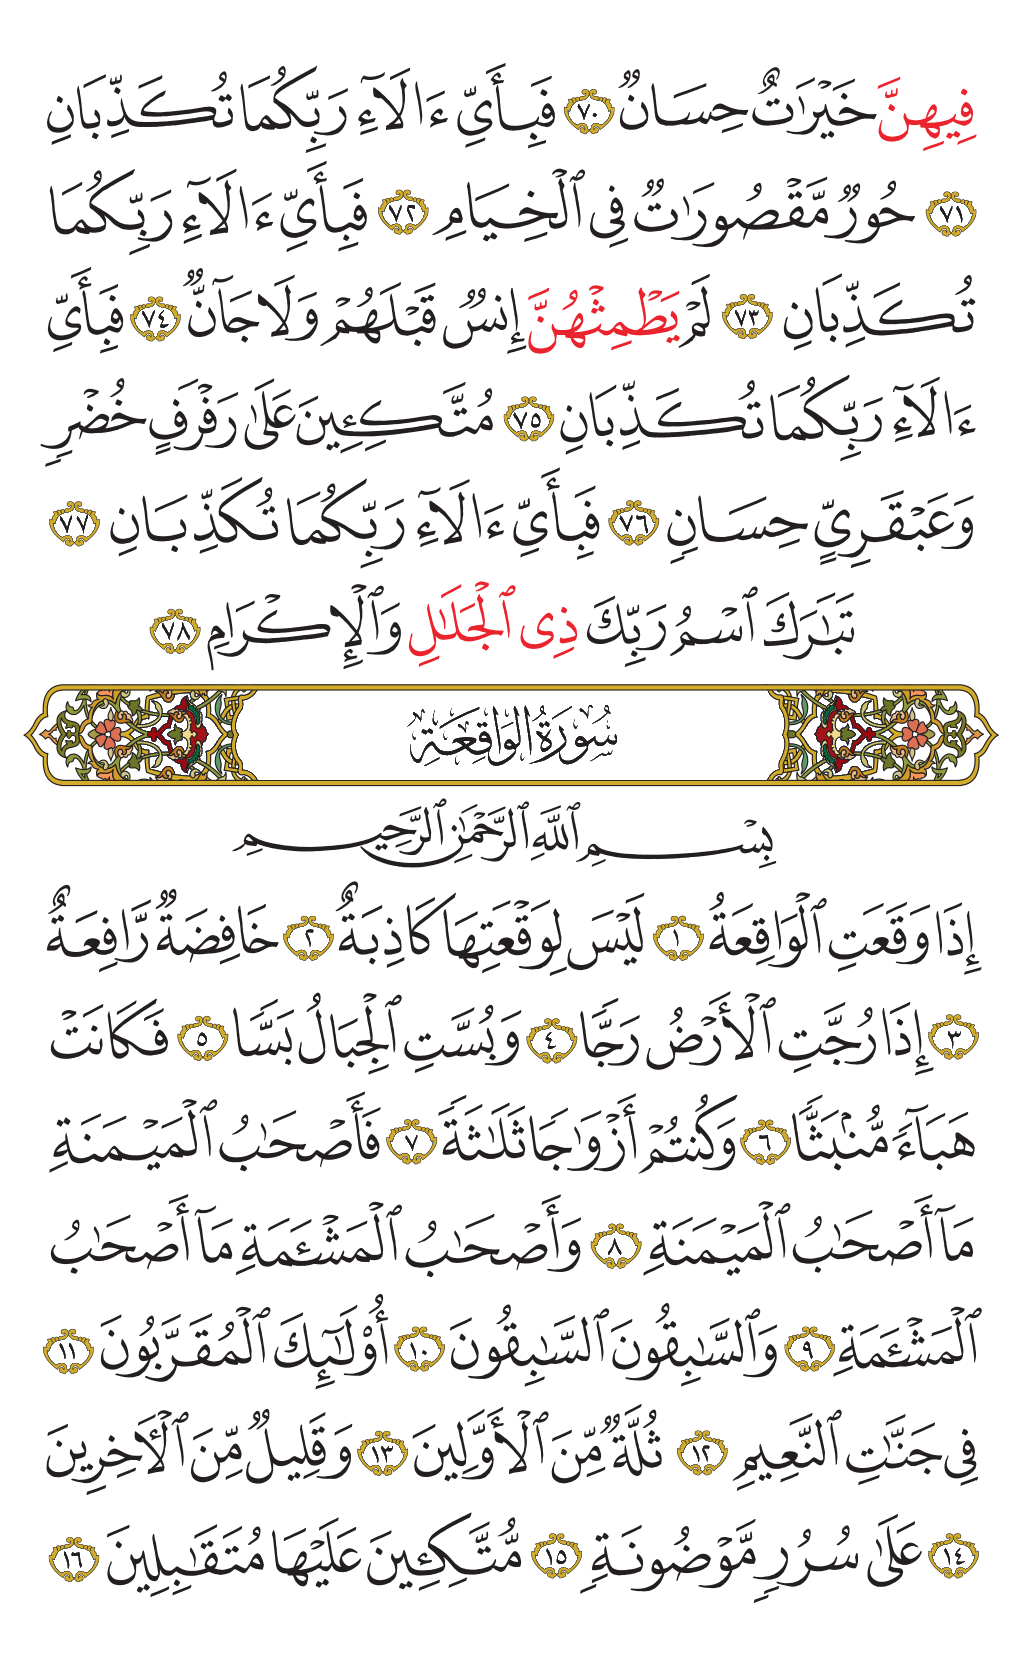 فِيهِنَّ خَيْرَٰتٌ حِسَانٌ ٧٠ فَبِأَيِّ ءَالَآءِ رَبِّكُمَا تُكَذِّبَانِ
٧١ حُورٌ مَّقْصُورَٰتٌ فِى ٱلْخِيَامِ ٧٢ فَبِأَيِّ ءَالَآءِ رَبِّكُمَا
تُكَذِّبَانِ ٧٣ لَمْ يَطْمِثْهُنَّ إِنسٌ قَبْلَهُمْ وَلَا جَآنٌّ ٧٤ فَبِأَيِّ
ءَالَآءِ رَبِّكُمَا تُكَذِّبَانِ ٧٥ مُتَّكِـِٔينَ عَلَىٰ رَفْرَفٍ خُضْرٍ
وَعَبْقَرِيٍّ حِسَانٍ ٧٦ فَبِأَيِّ ءَالَآءِ رَبِّكُمَا تُكَذِّبَانِ ٧٧
تَبَٰرَكَ ٱسْمُ رَبِّكَ ذِى ٱلْجَلَٰلِ وَٱلْإِكْرَامِ ٧٨
سُورَةُ الوَاقِعَةِ
بِسْمِ ٱللَّهِ ٱلرَّحْمَٰنِ ٱلرَّحِيمِ
إِذَا وَقَعَتِ ٱلْوَاقِعَةُ ١ لَيْسَ لِوَقْعَتِهَا كَاذِبَةٌ ٢ خَافِضَةٌ رَّافِعَةٌ
٣ إِذَا رُجَّتِ ٱلْأَرْضُ رَجًّا ٤ وَبُسَّتِ ٱلْجِبَالُ بَسًّا ٥ فَكَانَتْ
هَبَآءً مُّنۢبَثًّا ٦ وَكُنتُمْ أَزْوَٰجًا ثَلَٰثَةً ٧ فَأَصْحَٰبُ ٱلْمَيْمَنَةِ
مَآ أَصْحَٰبُ ٱلْمَيْمَنَةِ ٨ وَأَصْحَٰبُ ٱلْمَشْـَٔمَةِ مَآ أَصْحَٰبُ
ٱلْمَشْـَٔمَةِ ٩ وَٱلسَّٰبِقُونَ ٱلسَّٰبِقُونَ ١٠ أُو۟لَٰٓئِكَ ٱلْمُقَرَّبُونَ ١١
فِى جَنَّٰتِ ٱلنَّعِيمِ ١٢ ثُلَّةٌ مِّنَ ٱلْأَوَّلِينَ ١٣ وَقَلِيلٌ مِّنَ ٱلْءَاخِرِينَ
١٤ عَلَىٰ سُرُرٍ مَّوْضُونَةٍ ١٥ مُّتَّكِـِٔينَ عَلَيْهَا مُتَقَٰبِلِينَ ١٦